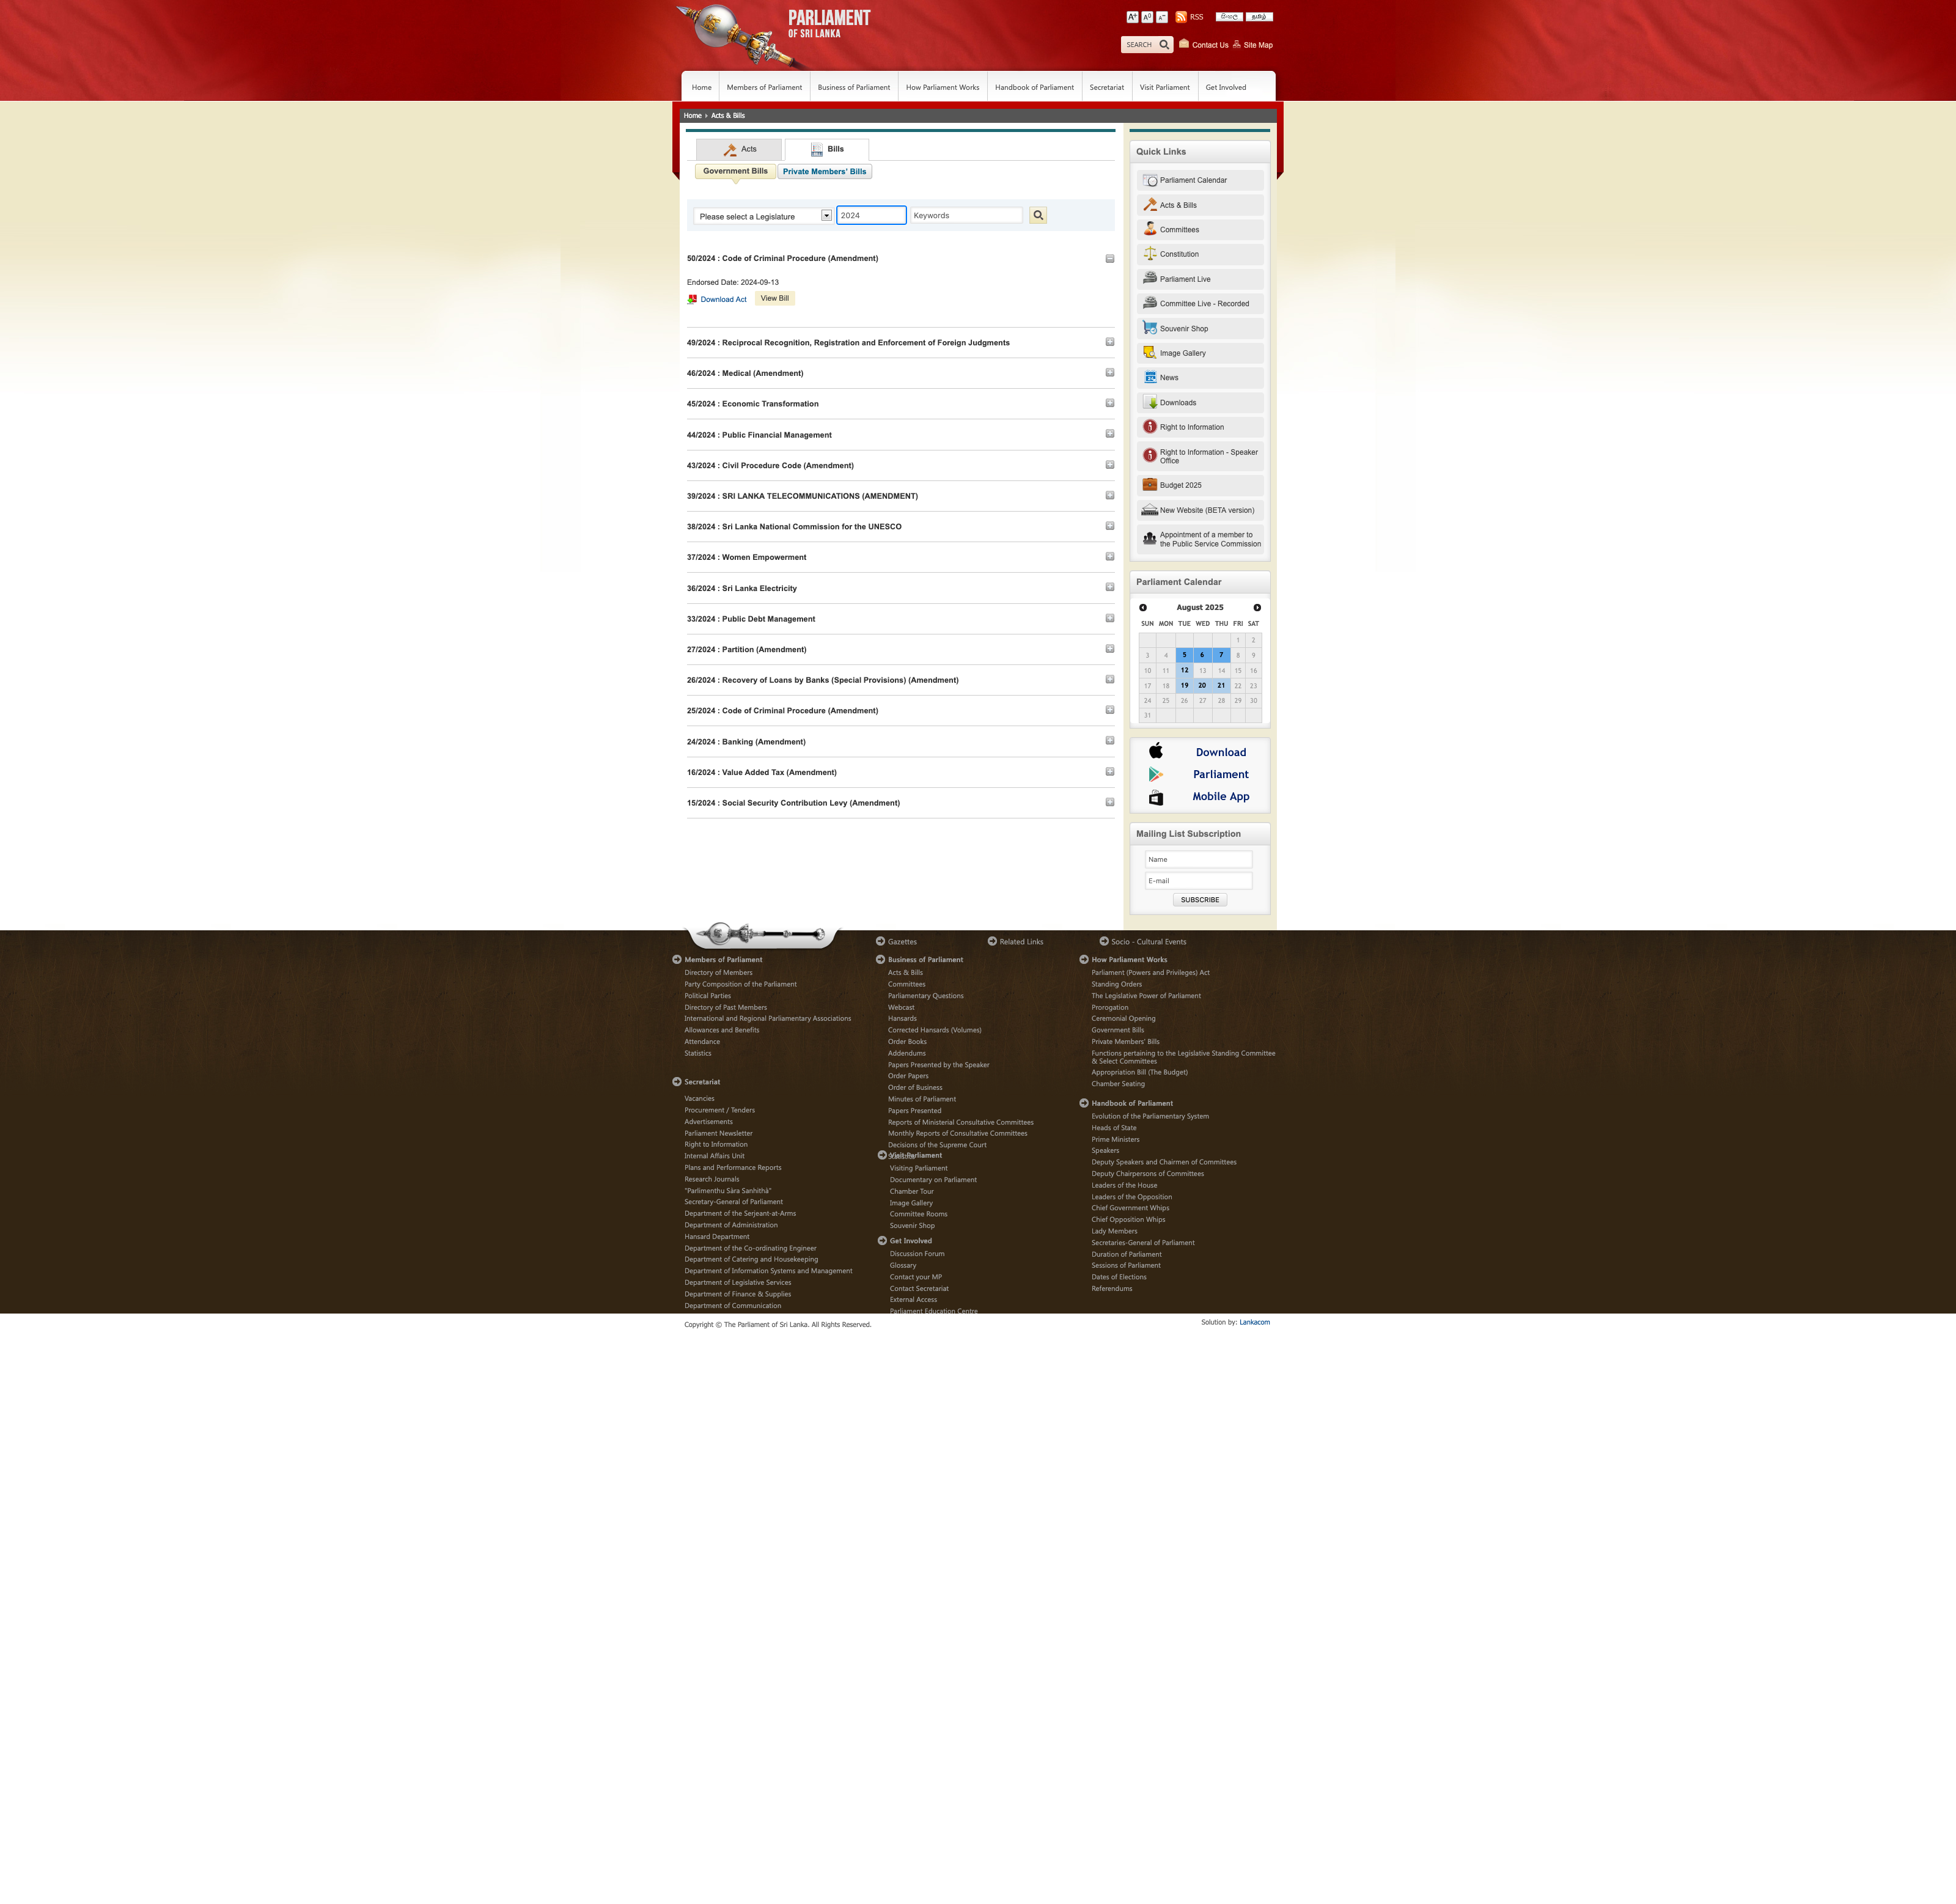 PARLIAMENT
OF SRI LANKA
A+ A0 A− RSS සිංහල தமிழ்
SEARCH Contact Us Site Map
Home Members of Parliament Business of Parliament How Parliament Works Handbook of Parliament Secretariat Visit Parliament Get Involved
Home Acts & Bills
Acts Bills
Government Bills Private Members' Bills
Please select a Legislature 2024 Keywords
50/2024 : Code of Criminal Procedure (Amendment)
Endorsed Date: 2024-09-13
Download Act View Bill
49/2024 : Reciprocal Recognition, Registration and Enforcement of Foreign Judgments
46/2024 : Medical (Amendment)
45/2024 : Economic Transformation
44/2024 : Public Financial Management
43/2024 : Civil Procedure Code (Amendment)
39/2024 : SRI LANKA TELECOMMUNICATIONS (AMENDMENT)
38/2024 : Sri Lanka National Commission for the UNESCO
37/2024 : Women Empowerment
36/2024 : Sri Lanka Electricity
33/2024 : Public Debt Management
27/2024 : Partition (Amendment)
26/2024 : Recovery of Loans by Banks (Special Provisions) (Amendment)
25/2024 : Code of Criminal Procedure (Amendment)
24/2024 : Banking (Amendment)
16/2024 : Value Added Tax (Amendment)
15/2024 : Social Security Contribution Levy (Amendment)
Quick Links
Parliament Calendar
Acts & Bills
Committees
Constitution
Parliament Live
Committee Live - Recorded
Souvenir Shop
Image Gallery
News
Downloads
Right to Information
Right to Information - Speaker
Office
Budget 2025
New Website (BETA version)
Appointment of a member to
the Public Service Commission
Parliament Calendar
August 2025
SUN MON TUE WED THU FRI SAT
1 2
3 4 5 6 7 8 9
10 11 12 13 14 15 16
17 18 19 20 21 22 23
24 25 26 27 28 29 30
31
Download
Parliament
Mobile App
Mailing List Subscription
Name
E-mail
SUBSCRIBE
Gazettes Related Links Socio - Cultural Events
Members of Parliament
Directory of Members
Party Composition of the Parliament
Political Parties
Directory of Past Members
International and Regional Parliamentary Associations
Allowances and Benefits
Attendance
Statistics
Secretariat
Vacancies
Procurement / Tenders
Advertisements
Parliament Newsletter
Right to Information
Internal Affairs Unit
Plans and Performance Reports
Research Journals
"Parlimenthu Sàra Sanhithà"
Secretary-General of Parliament
Department of the Serjeant-at-Arms
Department of Administration
Hansard Department
Department of the Co-ordinating Engineer
Department of Catering and Housekeeping
Department of Information Systems and Management
Department of Legislative Services
Department of Finance & Supplies
Department of Communication
Business of Parliament
Acts & Bills
Committees
Parliamentary Questions
Webcast
Hansards
Corrected Hansards (Volumes)
Order Books
Addendums
Papers Presented by the Speaker
Order Papers
Order of Business
Minutes of Parliament
Papers Presented
Reports of Ministerial Consultative Committees
Monthly Reports of Consultative Committees
Decisions of the Supreme Court
Visit Parliament
Visiting Parliament
Documentary on Parliament
Chamber Tour
Image Gallery
Committee Rooms
Souvenir Shop
Get Involved
Discussion Forum
Glossary
Contact your MP
Contact Secretariat
External Access
Parliament Education Centre
How Parliament Works
Parliament (Powers and Privileges) Act
Standing Orders
The Legislative Power of Parliament
Prorogation
Ceremonial Opening
Government Bills
Private Members' Bills
Functions pertaining to the Legislative Standing Committee
& Select Committees
Appropriation Bill (The Budget)
Chamber Seating
Handbook of Parliament
Evolution of the Parliamentary System
Heads of State
Prime Ministers
Speakers
Deputy Speakers and Chairmen of Committees
Deputy Chairpersons of Committees
Leaders of the House
Leaders of the Opposition
Chief Government Whips
Chief Opposition Whips
Lady Members
Secretaries-General of Parliament
Duration of Parliament
Sessions of Parliament
Dates of Elections
Referendums
Copyright © The Parliament of Sri Lanka. All Rights Reserved.
Solution by: Lankacom